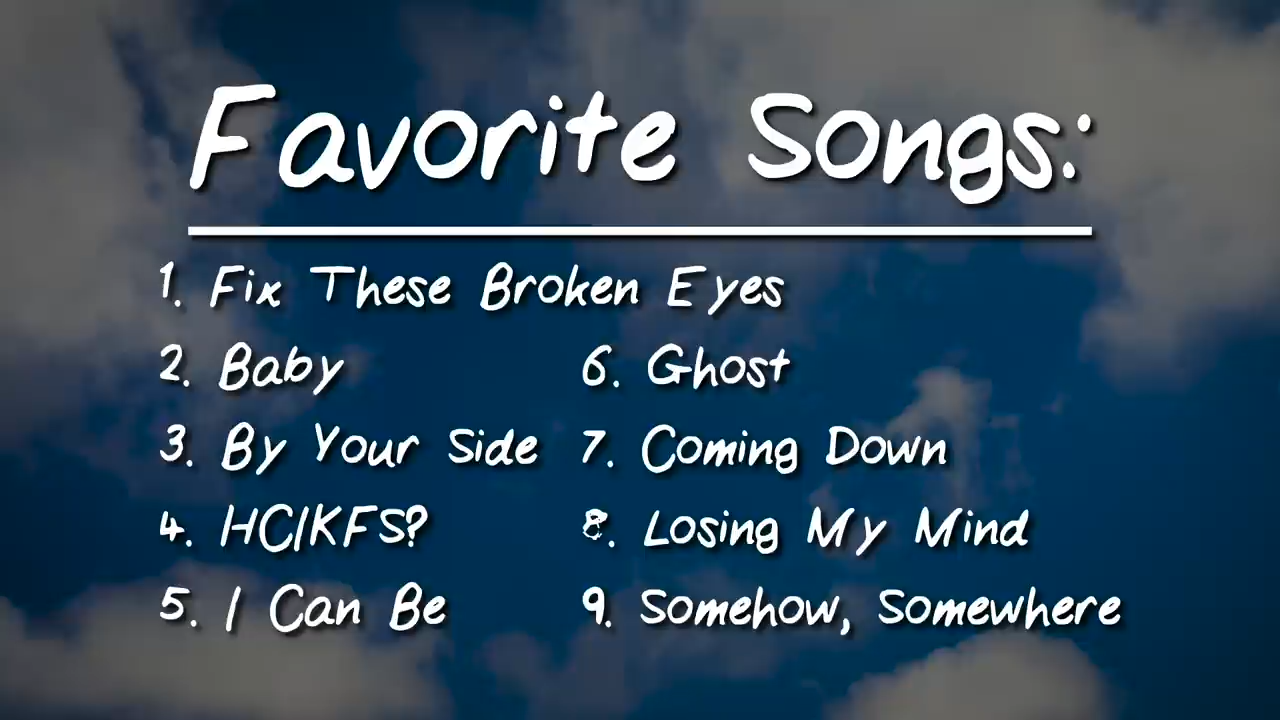 Favorite Songs:
1. Fix These Broken Eyes
2. Baby
3. By Your Side
4. HCIKFS?
5. I Can Be
6. Ghost
7. Coming Down
8. Losing My Mind
9. Somehow, Somewhere